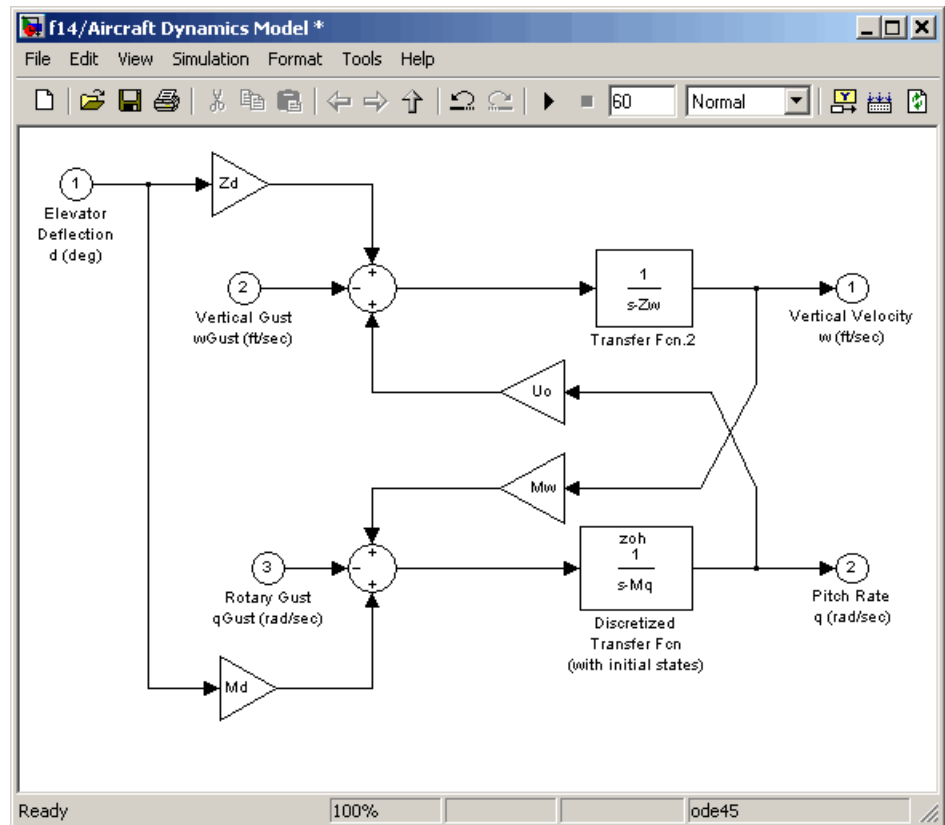 f14/Aircraft Dynamics Model *
File Edit View Simulation Format Tools Help
60 Normal
1
Elevator
Deflection
d (deg)
Zd
2
Vertical Gust
wGust (ft/sec)
+
−
+
1
s-Zw
Transfer Fcn.2
1
Vertical Velocity
w (ft/sec)
Uo
Mw
3
Rotary Gust
qGust (rad/sec)
+
−
+
zoh
1
s-Mq
Discretized
Transfer Fcn
(with initial states)
2
Pitch Rate
q (rad/sec)
Md
Ready 100% ode45